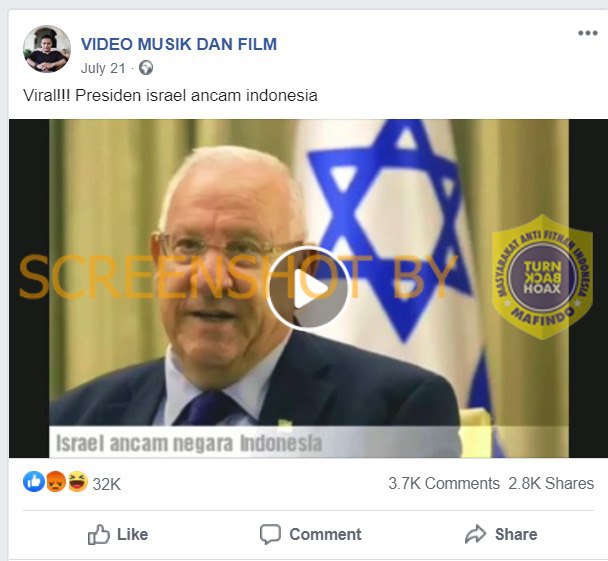 VIDEO MUSIK DAN FILM
July 21 ·
Viral!!! Presiden israel ancam indonesia
SCREENSHOT BY
MASYARAKAT ANTI FITNAH INDONESIA
TURN
BACK
HOAX
MAFINDO
Israel ancam negara Indonesia
32K
3.7K Comments 2.8K Shares
Like Comment Share